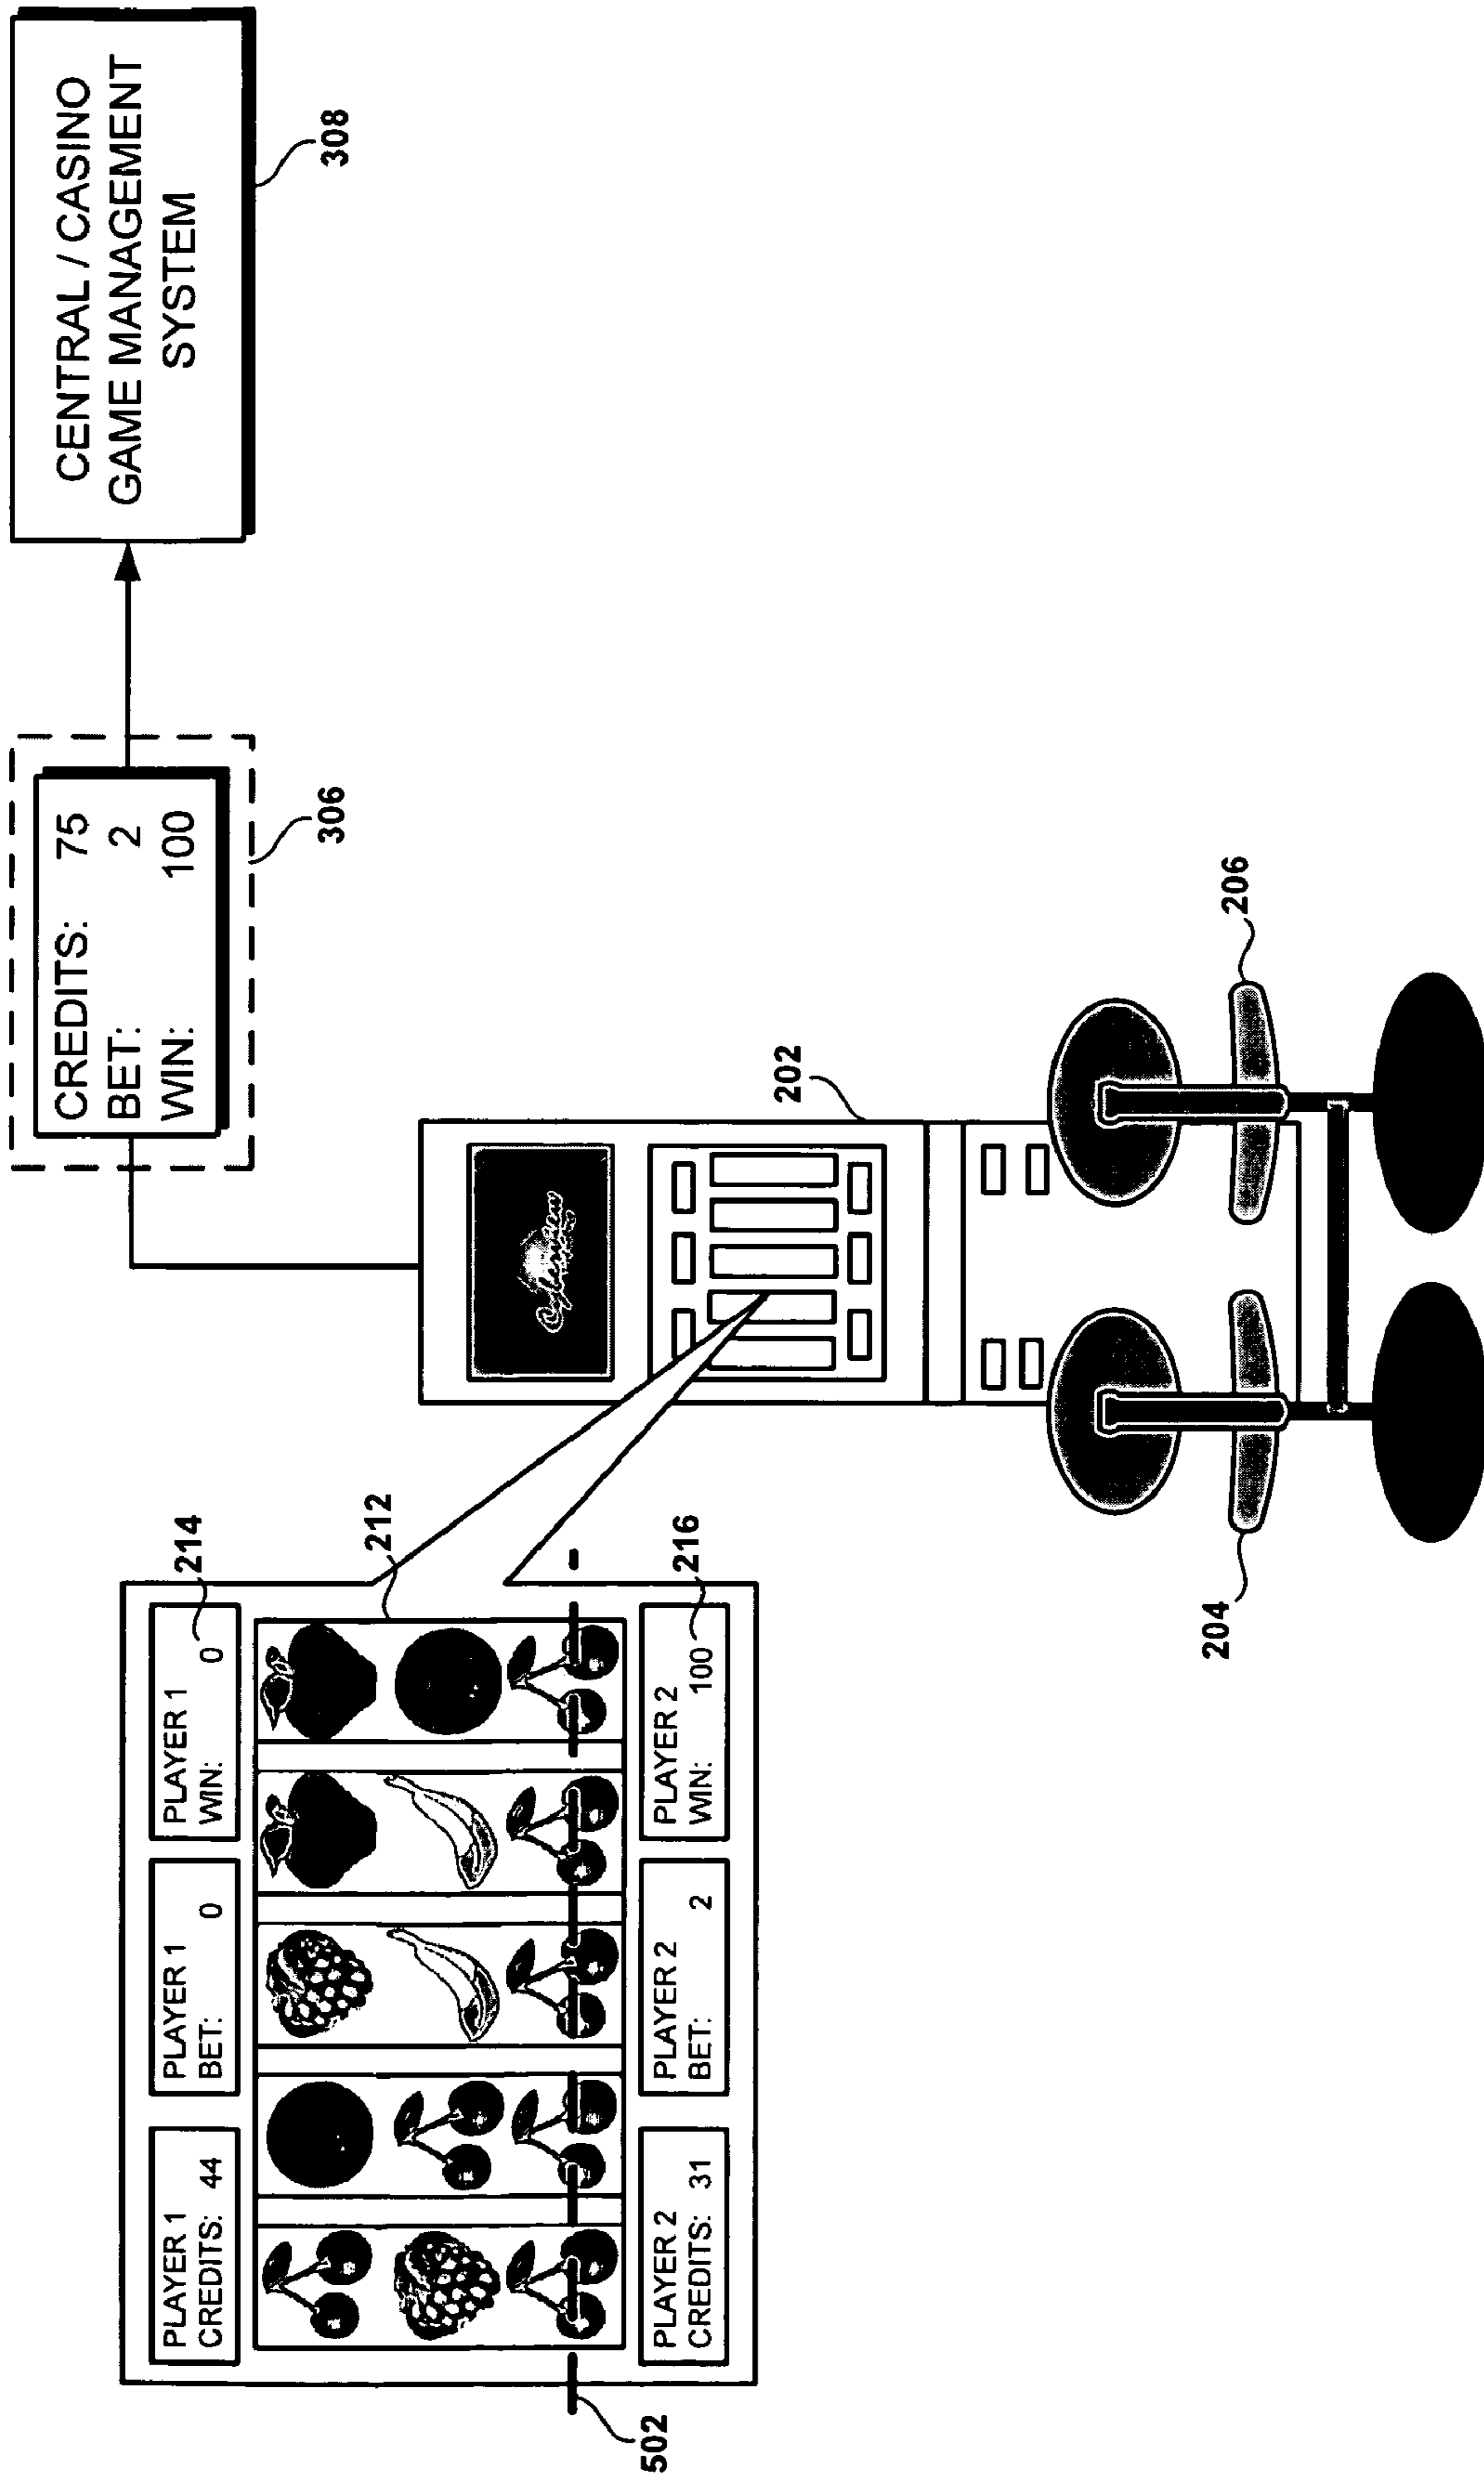 CENTRAL / CASINO
GAME MANAGEMENT
SYSTEM
308
CREDITS: 75
BET: 2
WIN: 100
306
202
Cyberview
206
204
214
212
216
502
PLAYER 1
CREDITS: 44
PLAYER 1
BET: 0
PLAYER 1
WIN: 0
PLAYER 2
CREDITS: 31
PLAYER 2
BET: 2
PLAYER 2
WIN: 100